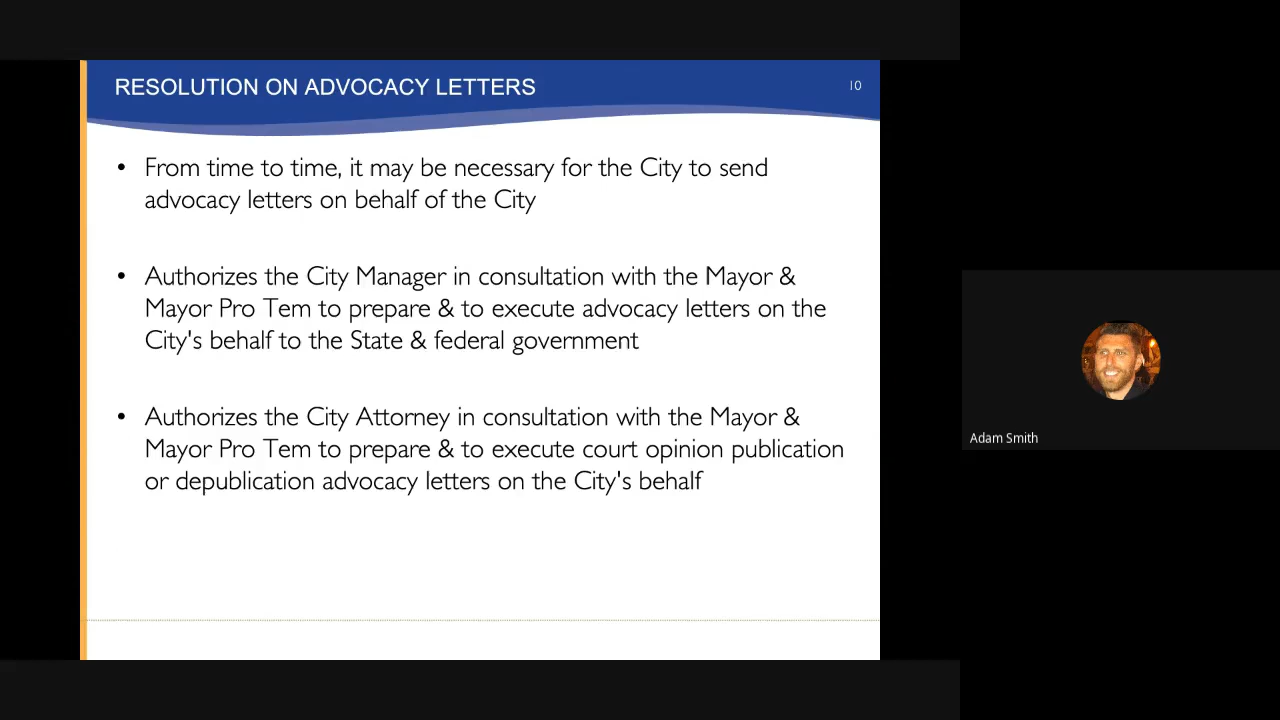 RESOLUTION ON ADVOCACY LETTERS
10
• From time to time, it may be necessary for the City to send
advocacy letters on behalf of the City
• Authorizes the City Manager in consultation with the Mayor &
Mayor Pro Tem to prepare & to execute advocacy letters on the
City's behalf to the State & federal government
• Authorizes the City Attorney in consultation with the Mayor &
Mayor Pro Tem to prepare & to execute court opinion publication
or depublication advocacy letters on the City's behalf
Adam Smith